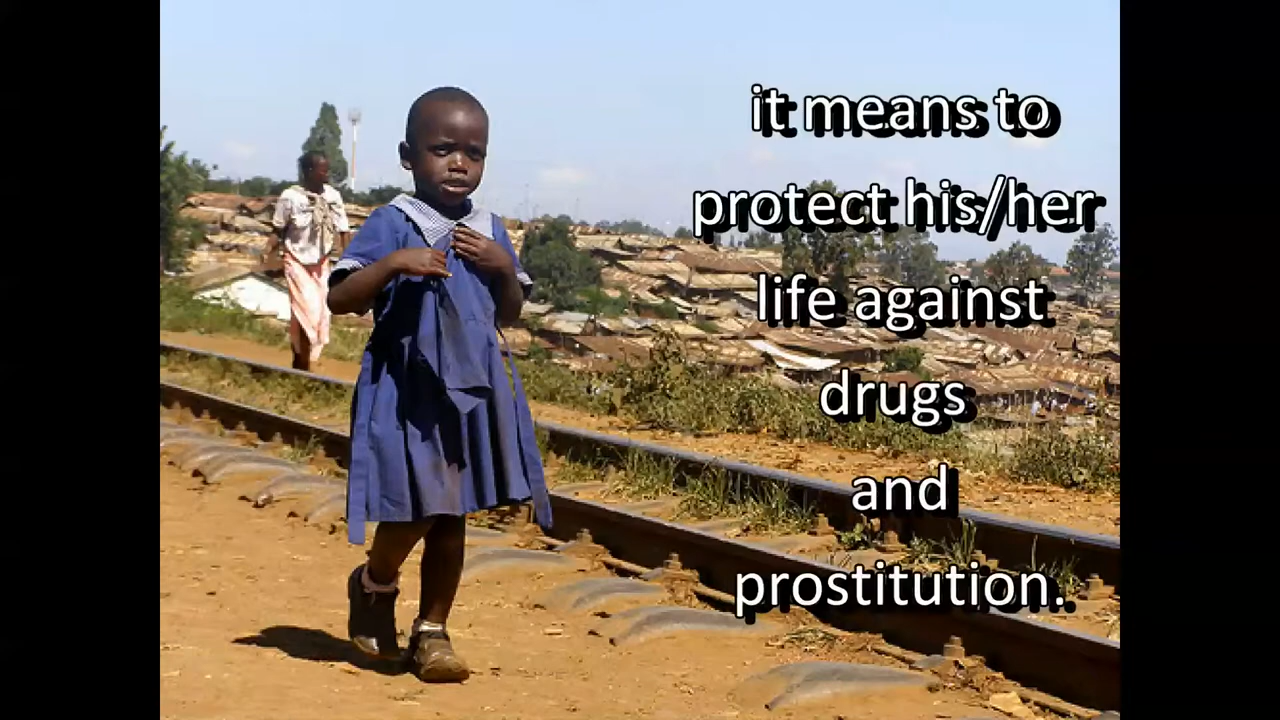 it means to
protect his/her
life against
drugs
and
prostitution.